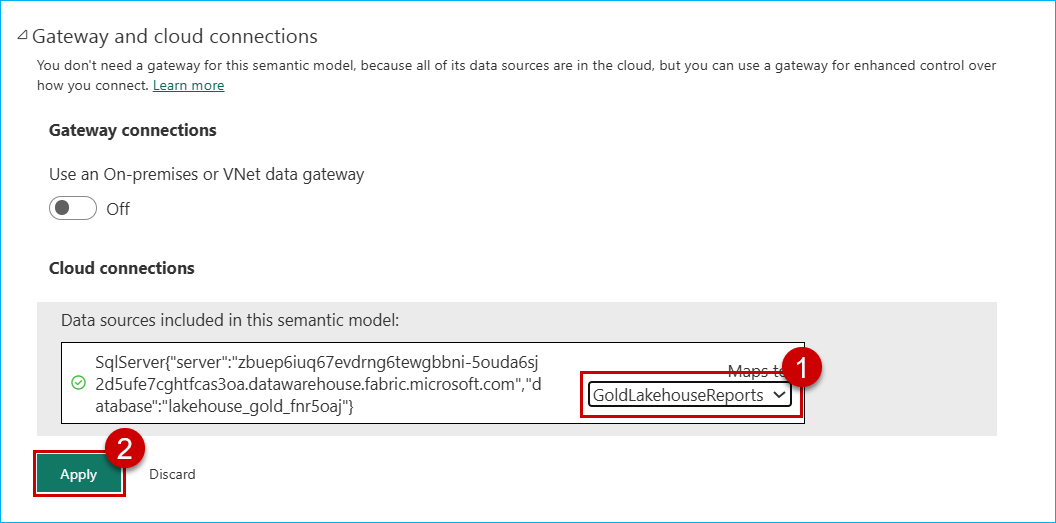 Gateway and cloud connections
You don't need a gateway for this semantic model, because all of its data sources are in the cloud, but you can use a gateway for enhanced control over
how you connect. Learn more
Gateway connections
Use an On-premises or VNet data gateway
Off
Cloud connections
Data sources included in this semantic model:
SqlServer{"server":"zbuep6iuq67evdrng6tewgbbni-5ouda6sj
2d5ufe7cghtfcas3oa.datawarehouse.fabric.microsoft.com","d
atabase":"lakehouse_gold_fnr5oaj"}
Maps to
1
GoldLakehouseReports
2
Apply
Discard